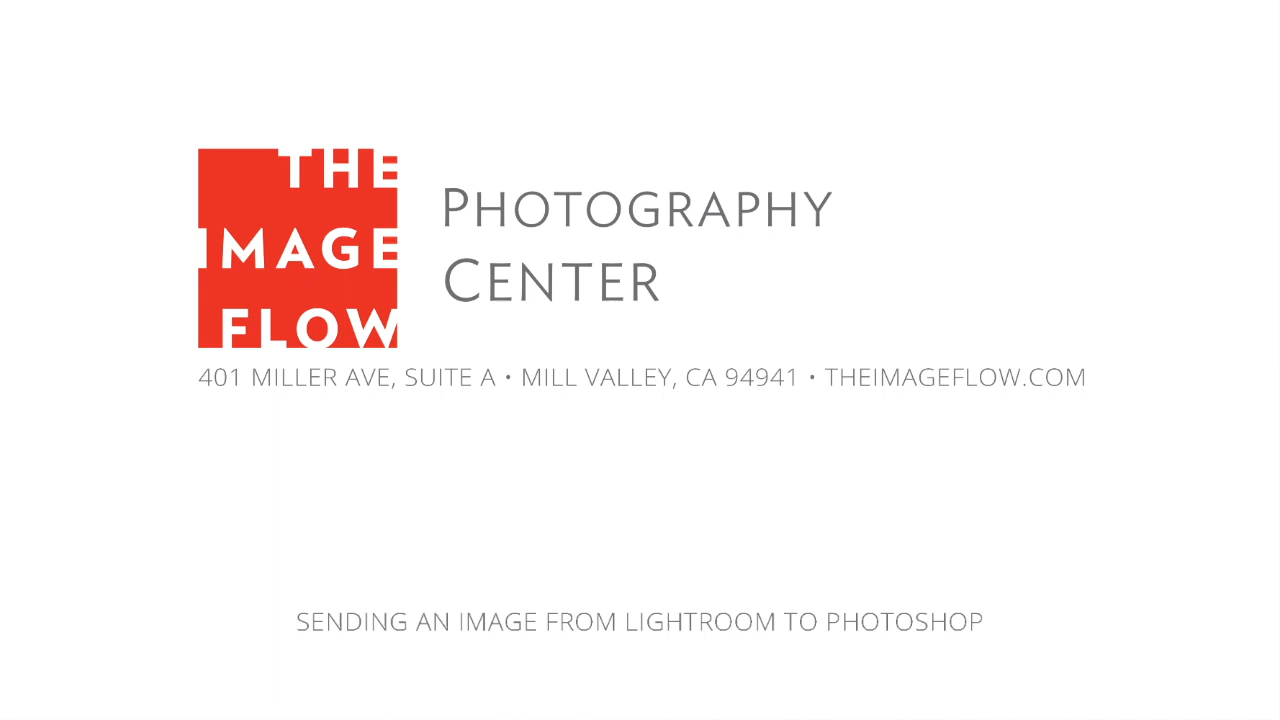 THE
IMAGE
FLOW
PHOTOGRAPHY
CENTER
401 MILLER AVE, SUITE A • MILL VALLEY, CA 94941 • THEIMAGEFLOW.COM
SENDING AN IMAGE FROM LIGHTROOM TO PHOTOSHOP